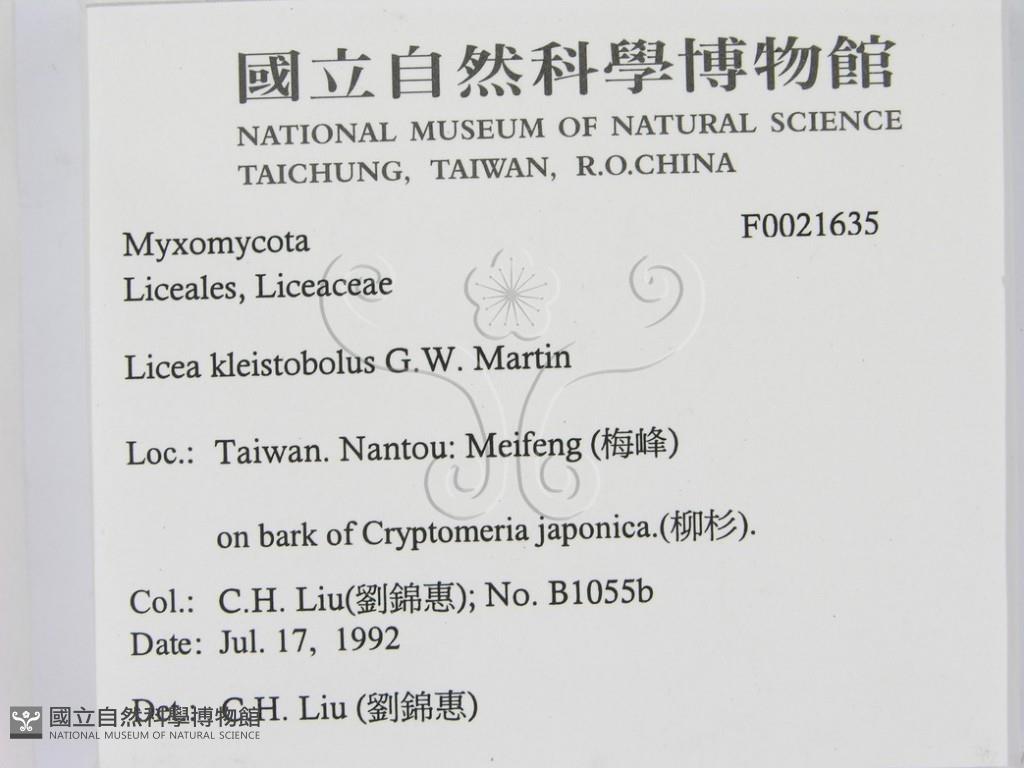 國立自然科學博物館
NATIONAL MUSEUM OF NATURAL SCIENCE
TAICHUNG, TAIWAN, R.O.CHINA
F0021635
Myxomycota
Liceales, Liceaceae
Licea kleistobolus G.W. Martin
Loc.: Taiwan. Nantou: Meifeng (梅峰)
on bark of Cryptomeria japonica.(柳杉).
Col.: C.H. Liu(劉錦惠); No. B1055b
Date: Jul. 17, 1992
Det.: C.H. Liu (劉錦惠)
國立自然科學博物館
NATIONAL MUSEUM OF NATURAL SCIENCE